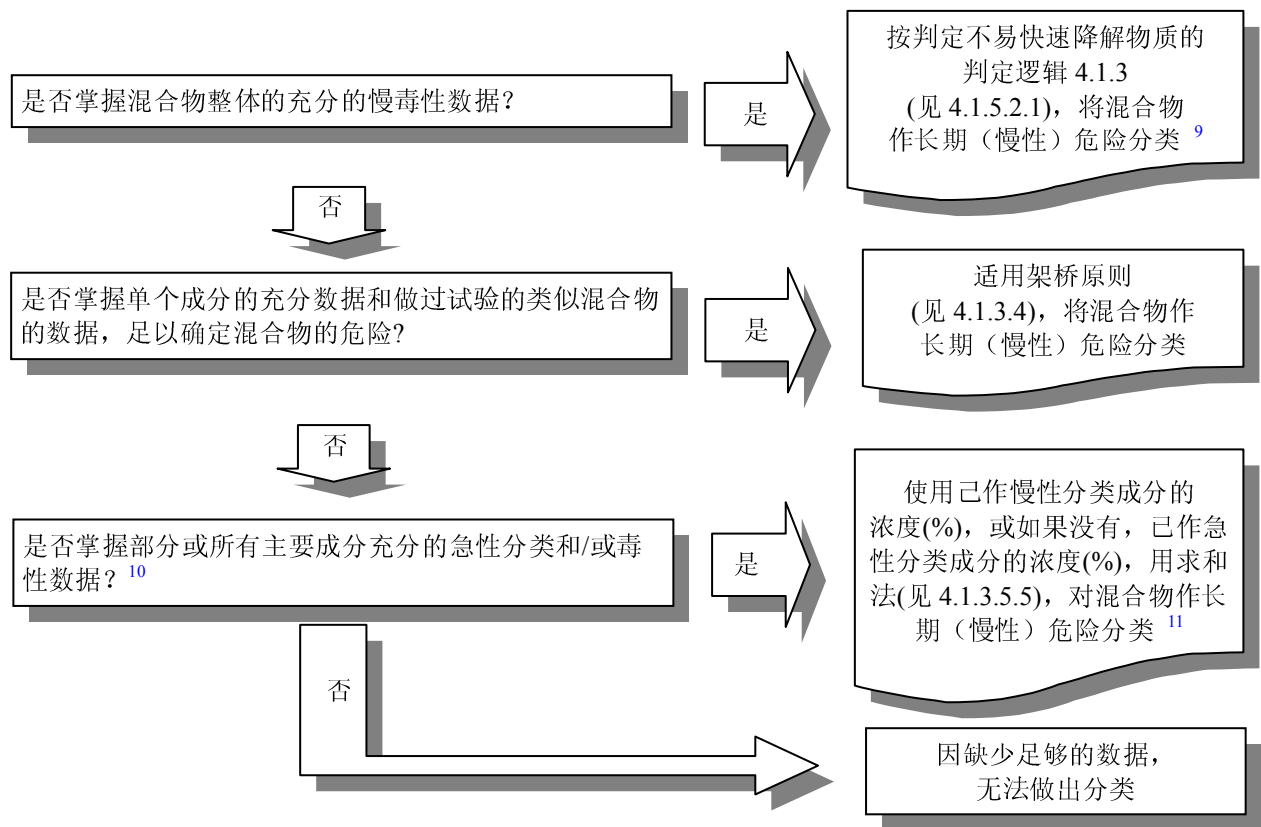 是否掌握混合物整体的充分的慢毒性数据？
是
按判定不易快速降解物质的
判定逻辑 4.1.3
(见 4.1.5.2.1)，将混合物
作长期（慢性）危险分类 9
否
是否掌握单个成分的充分数据和做过试验的类似混合物
的数据，足以确定混合物的危险?
是
适用架桥原则
(见 4.1.3.4)，将混合物作
长期（慢性）危险分类
否
是否掌握部分或所有主要成分充分的急性分类和/或毒
性数据？10
是
使用己作慢性分类成分的
浓度(%)，或如果没有，已作急
性分类成分的浓度(%)，用求和
法(见 4.1.3.5.5)，对混合物作长
期（慢性）危险分类 11
否
因缺少足够的数据，
无法做出分类